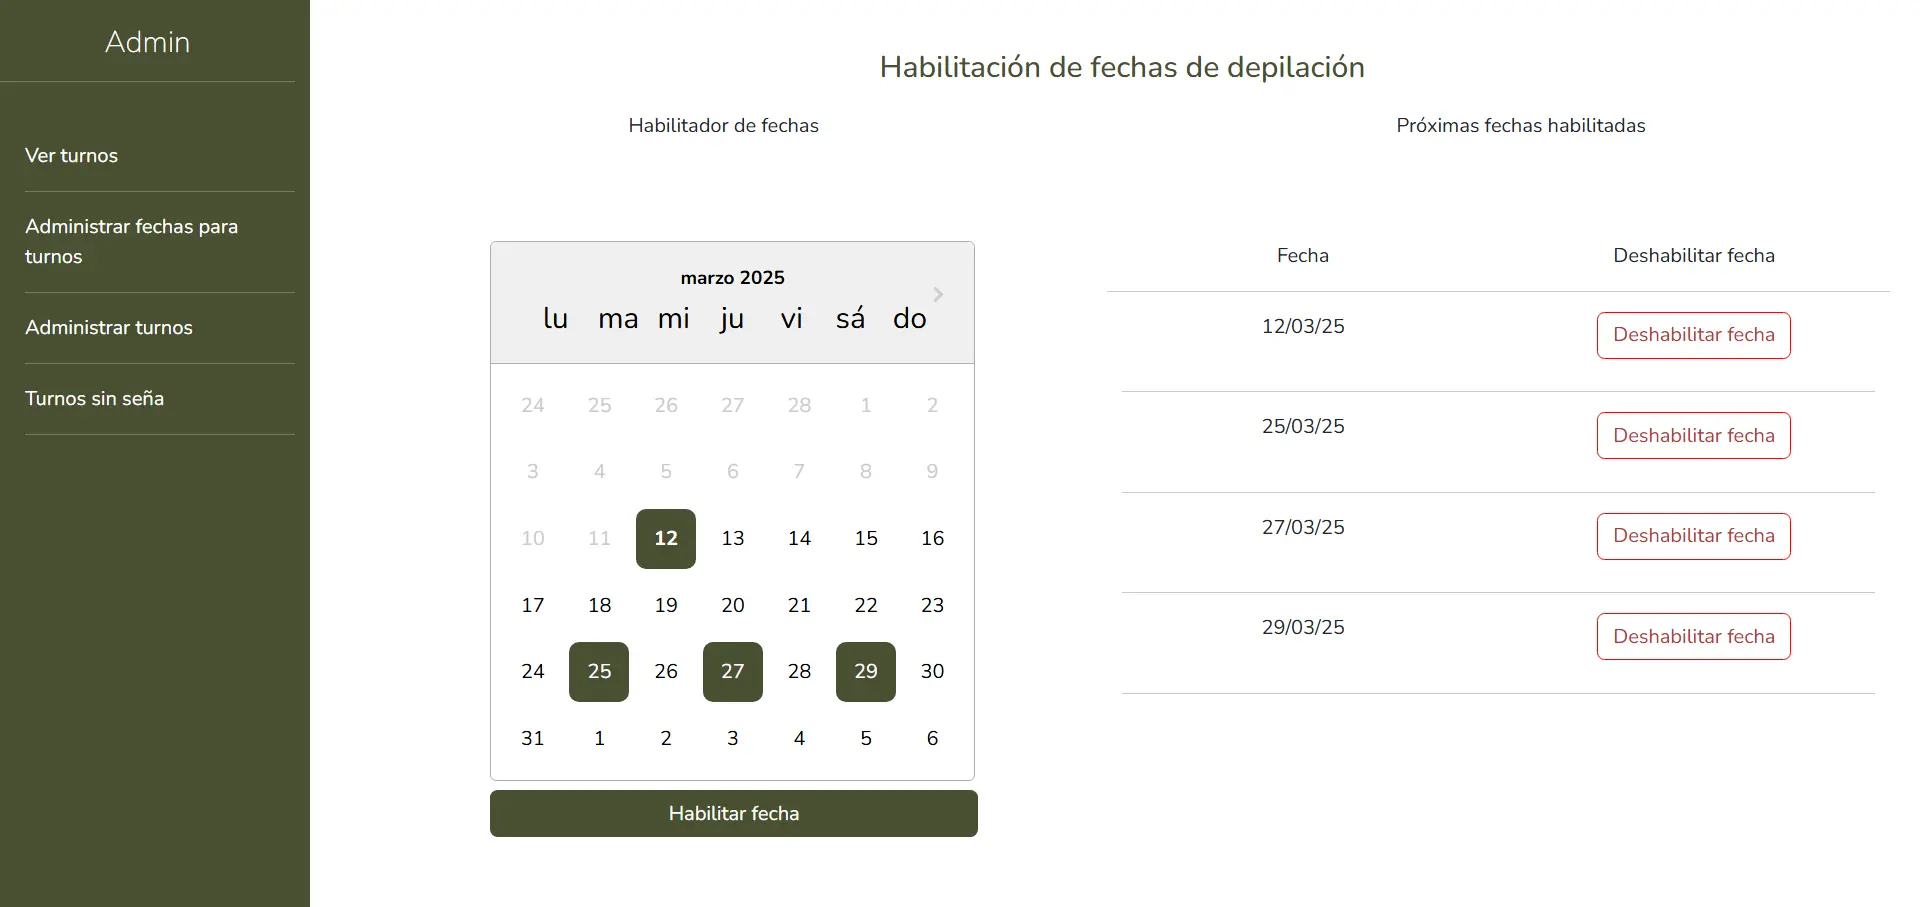 Admin
Ver turnos
Administrar fechas para
turnos
Administrar turnos
Turnos sin seña
Habilitación de fechas de depilación
Habilitador de fechas
marzo 2025
lu ma mi ju vi sá do
24 25 26 27 28 1 2
3 4 5 6 7 8 9
10 11 12 13 14 15 16
17 18 19 20 21 22 23
24 25 26 27 28 29 30
31 1 2 3 4 5 6
Habilitar fecha
Próximas fechas habilitadas
Fecha Deshabilitar fecha
12/03/25 Deshabilitar fecha
25/03/25 Deshabilitar fecha
27/03/25 Deshabilitar fecha
29/03/25 Deshabilitar fecha